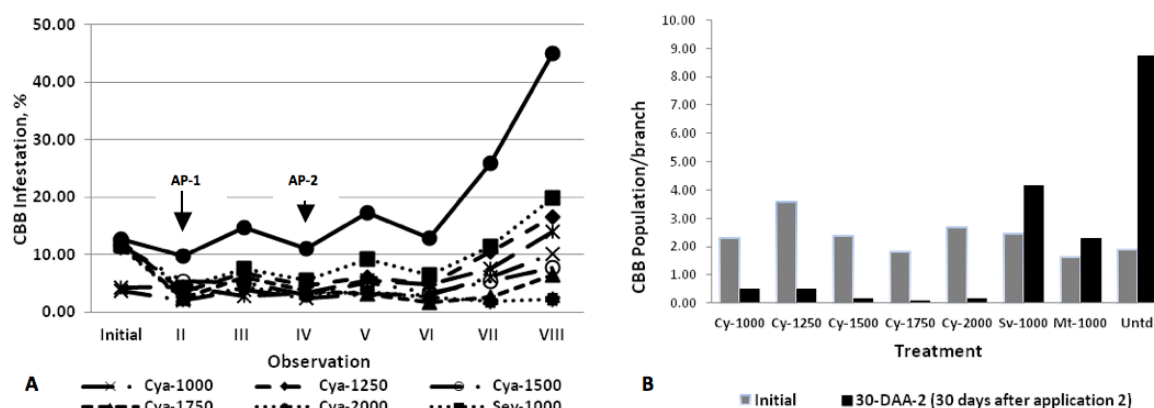 50.00
40.00
30.00
20.00
10.00
0.00
CBB Infestation, %
AP-1
AP-2
Initial II III IV V VI VII VIII
Observation
A
Cya-1000 Cya-1250 Cya-1500
Cya-1750 Cya-2000 Sev-1000
10.00
9.00
8.00
7.00
6.00
5.00
4.00
3.00
2.00
1.00
0.00
CBB Population/branch
Cy-1000 Cy-1250 Cy-1500 Cy-1750 Cy-2000 Sv-1000 Mt-1000 Untd
Treatment
B
Initial 30-DAA-2 (30 days after application 2)